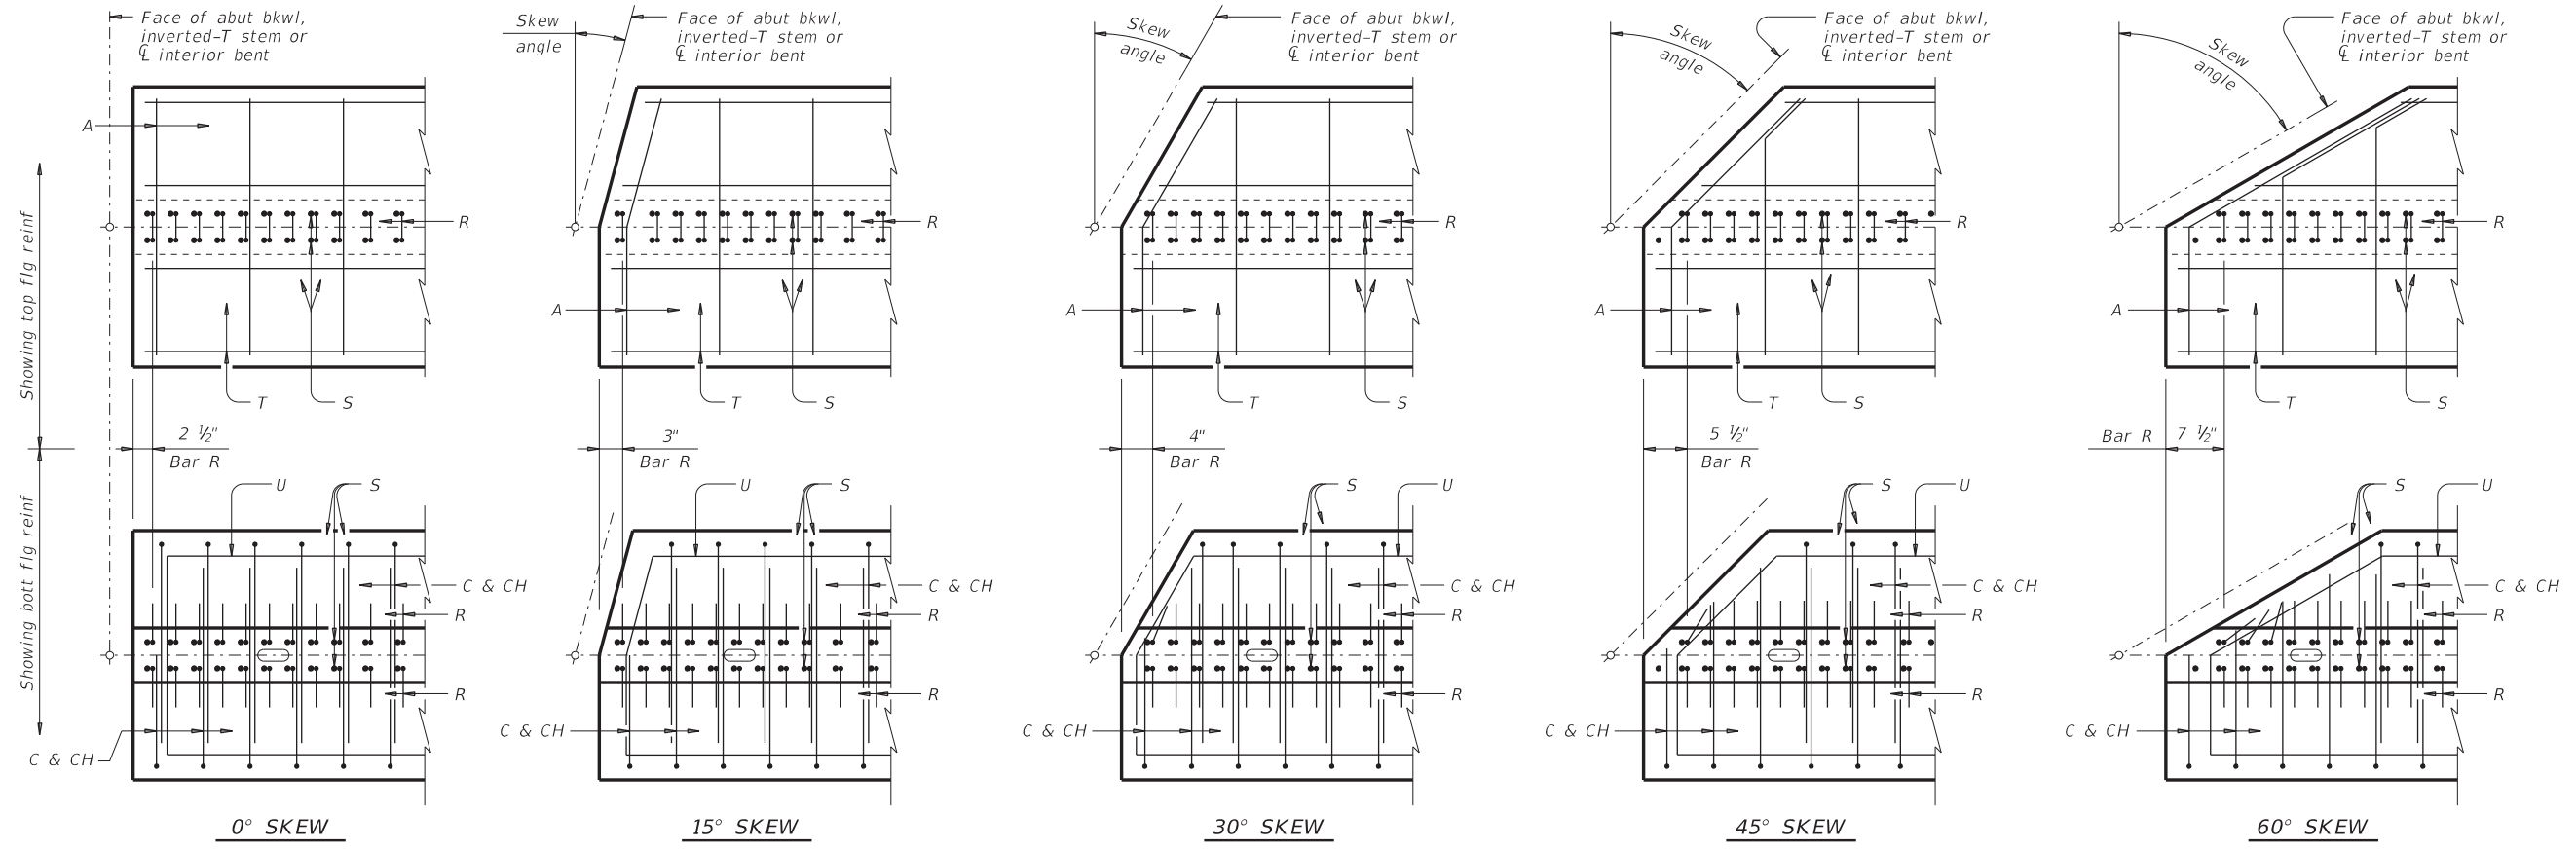 Face of abut bkwl,
inverted-T stem or
℄ interior bent
Skew
angle
Face of abut bkwl,
inverted-T stem or
℄ interior bent
Skew
angle
Face of abut bkwl,
inverted-T stem or
℄ interior bent
Skew
angle
Face of abut bkwl,
inverted-T stem or
℄ interior bent
Skew
angle
Face of abut bkwl,
inverted-T stem or
℄ interior bent
Showing top flg reinf
A
R
T
S
A
R
T
S
A
R
T
S
A
R
T
S
A
R
T
S
2 ½"
Bar R
3"
Bar R
4"
Bar R
5 ½"
Bar R
Bar R
7 ½"
Showing bott flg reinf
U
S
C & CH
R
R
C & CH
0° SKEW
U
S
C & CH
R
R
C & CH
15° SKEW
S
U
C & CH
R
R
C & CH
30° SKEW
S
U
C & CH
R
R
C & CH
45° SKEW
S
U
C & CH
R
R
C & CH
60° SKEW